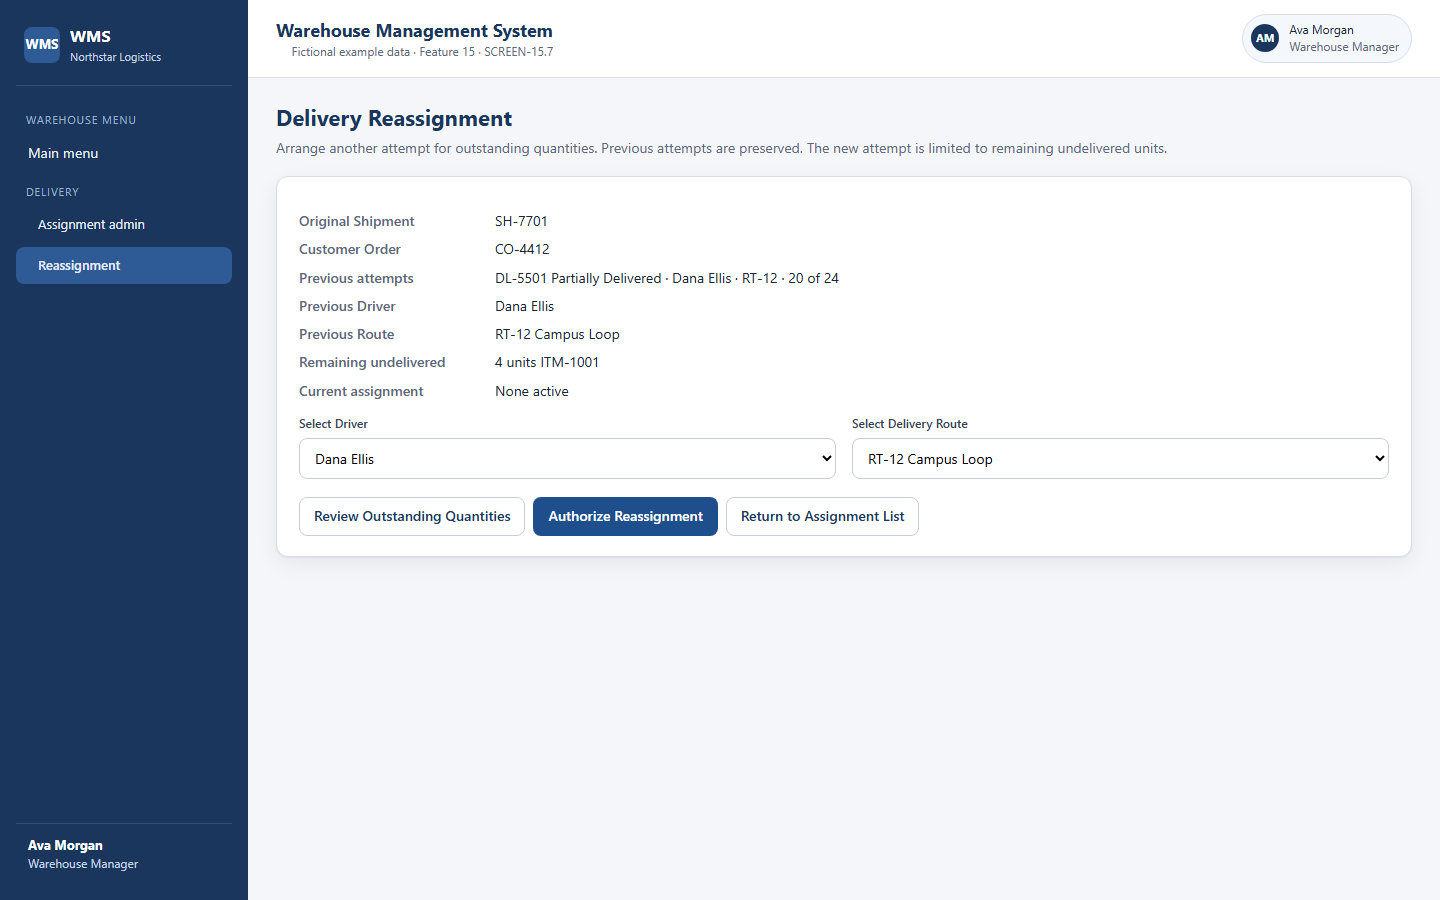 WMS
WMS
Northstar Logistics
WAREHOUSE MENU
Main menu
DELIVERY
Assignment admin
Reassignment
Ava Morgan
Warehouse Manager
Warehouse Management System
Fictional example data · Feature 15 · SCREEN-15.7
AM
Ava Morgan
Warehouse Manager
Delivery Reassignment
Arrange another attempt for outstanding quantities. Previous attempts are preserved. The new attempt is limited to remaining undelivered units.
Original Shipment SH-7701
Customer Order CO-4412
Previous attempts DL-5501 Partially Delivered · Dana Ellis · RT-12 · 20 of 24
Previous Driver Dana Ellis
Previous Route RT-12 Campus Loop
Remaining undelivered 4 units ITM-1001
Current assignment None active
Select Driver Select Delivery Route
Dana Ellis RT-12 Campus Loop
Review Outstanding Quantities Authorize Reassignment Return to Assignment List